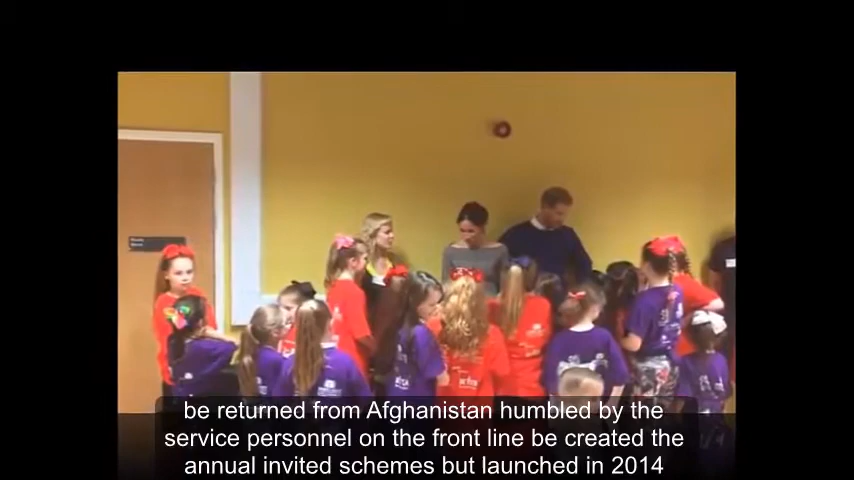 be returned from Afghanistan humbled by the
service personnel on the front line be created the
annual invited schemes but launched in 2014